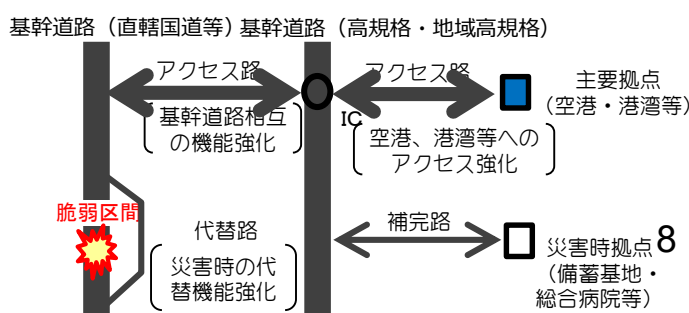 基幹道路（直轄国道等）
基幹道路（高規格・地域高規格）
アクセス路
アクセス路
主要拠点
（空港・港湾等）
基幹道路相互
の機能強化
IC
空港、港湾等への
アクセス強化
脆弱区間
代替路
災害時の代
替機能強化
補完路
災害時拠点
（備蓄基地・
総合病院等）
8